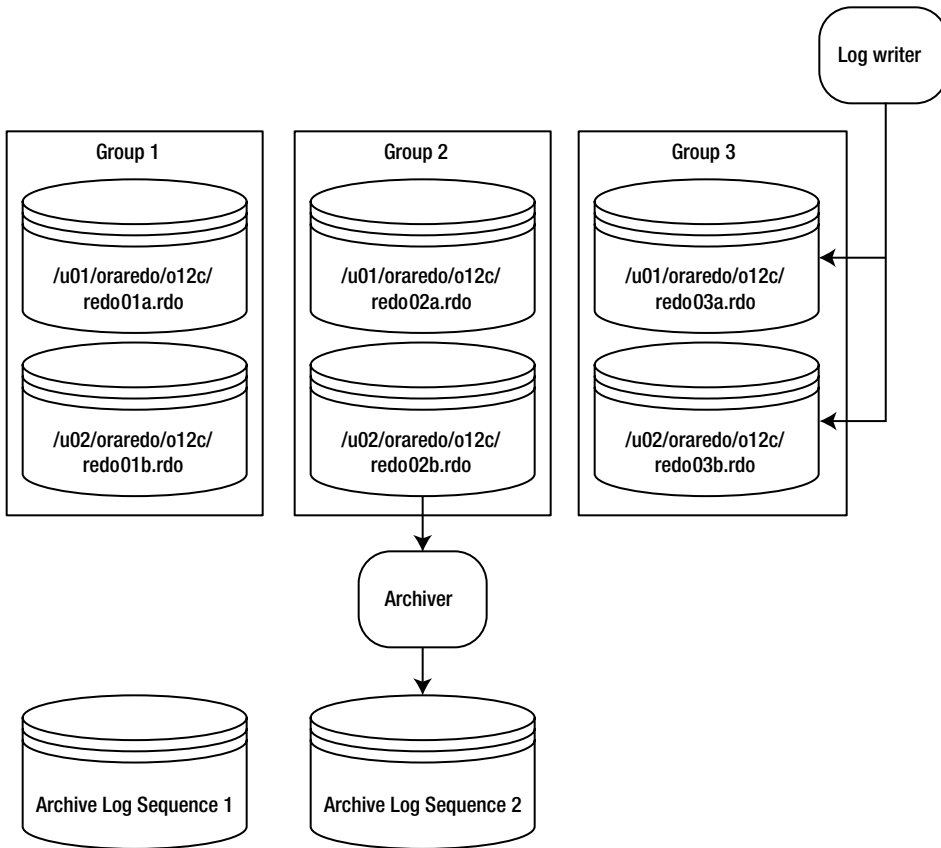 Log writer
Group 1
Group 2
Group 3
/u01/oraredo/o12c/
redo01a.rdo
/u01/oraredo/o12c/
redo02a.rdo
/u01/oraredo/o12c/
redo03a.rdo
/u02/oraredo/o12c/
redo01b.rdo
/u02/oraredo/o12c/
redo02b.rdo
/u02/oraredo/o12c/
redo03b.rdo
Archiver
Archive Log Sequence 1
Archive Log Sequence 2